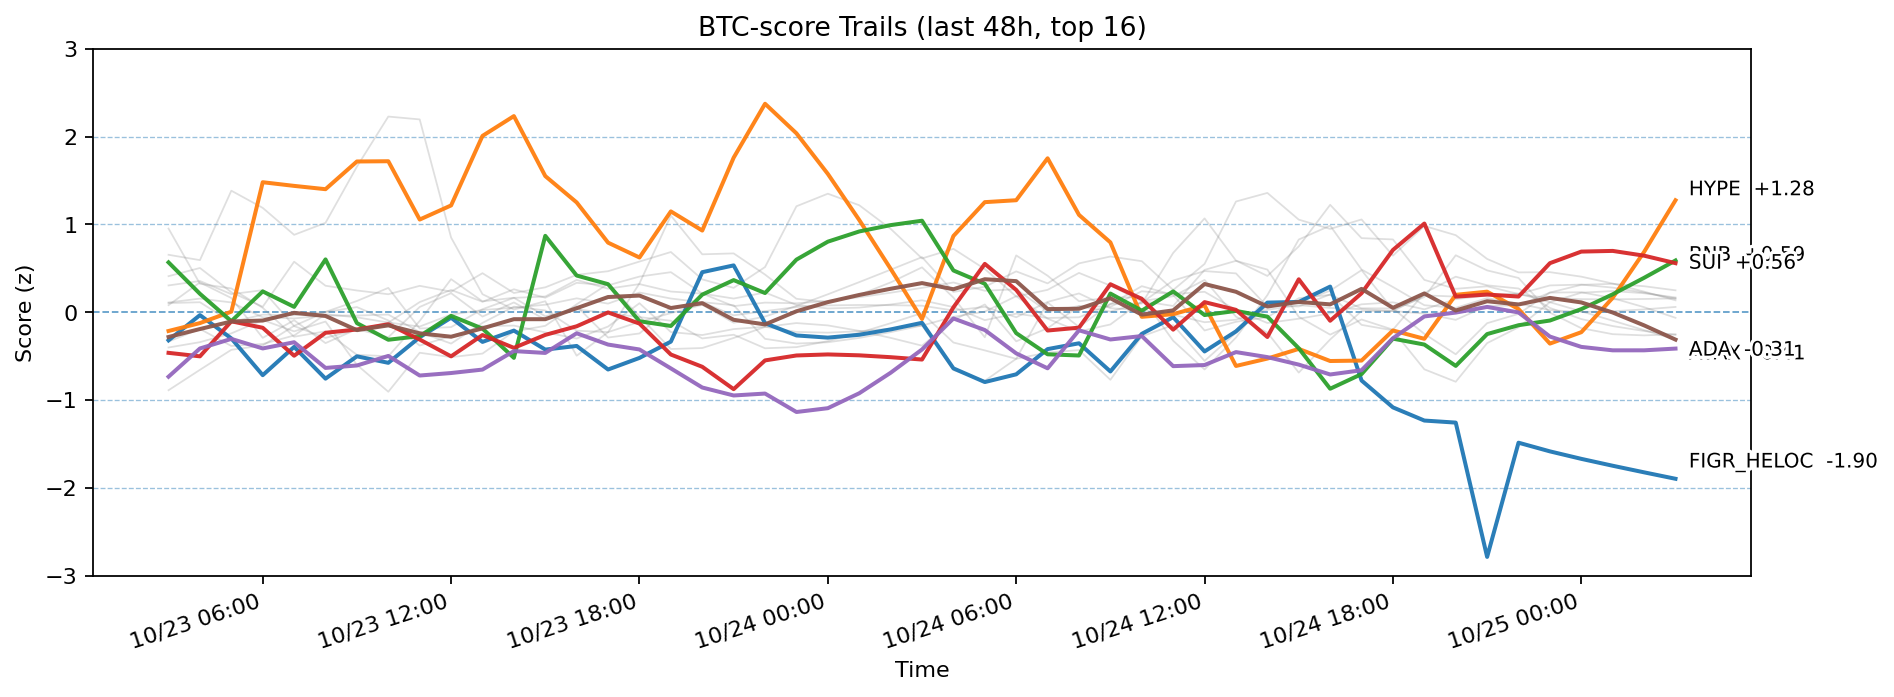 BTC-score Trails (last 48h, top 16)
3
2
1
0
−1
−2
−3
Score (z)
HYPE +1.28
BNB +0.59
SUI +0.56
ADA -0.31
FIGR_HELOC -1.90
10/23 06:00
10/23 12:00
10/23 18:00
10/24 00:00
10/24 06:00
10/24 12:00
10/24 18:00
10/25 00:00
Time